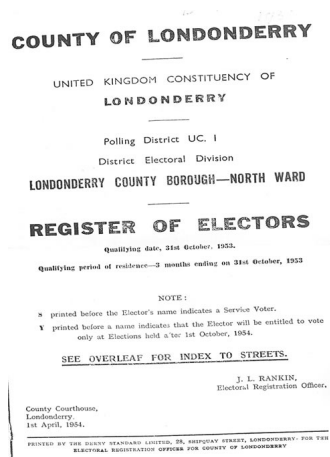 COUNTY OF LONDONDERRY
UNITED KINGDOM CONSTITUENCY OF
LONDONDERRY
Polling District UC. 1
District Electoral Division
LONDONDERRY COUNTY BOROUGH—NORTH WARD
REGISTER OF ELECTORS
Qualifying date, 31st October, 1953.
Qualifying period of residence—3 months ending on 31st October, 1953
NOTE:
S printed before the Elector's name indicates a Service Voter.
Y printed before a name indicates that the Elector will be entitled to vote
only at Elections held a'ter 1st October, 1954.
SEE OVERLEAF FOR INDEX TO STREETS.
J. L. RANKIN,
Electoral Registration Officer,
County Courthouse,
Londonderry.
1st April, 1954.
PRINTED BY THE DERRY STANDARD LIMITED, 28, SHIPQUAY STREET, LONDONDERRY. FOR THE
ELECTORAL REGISTRATION OFFICER FOR COUNTY OF LONDONDERRY